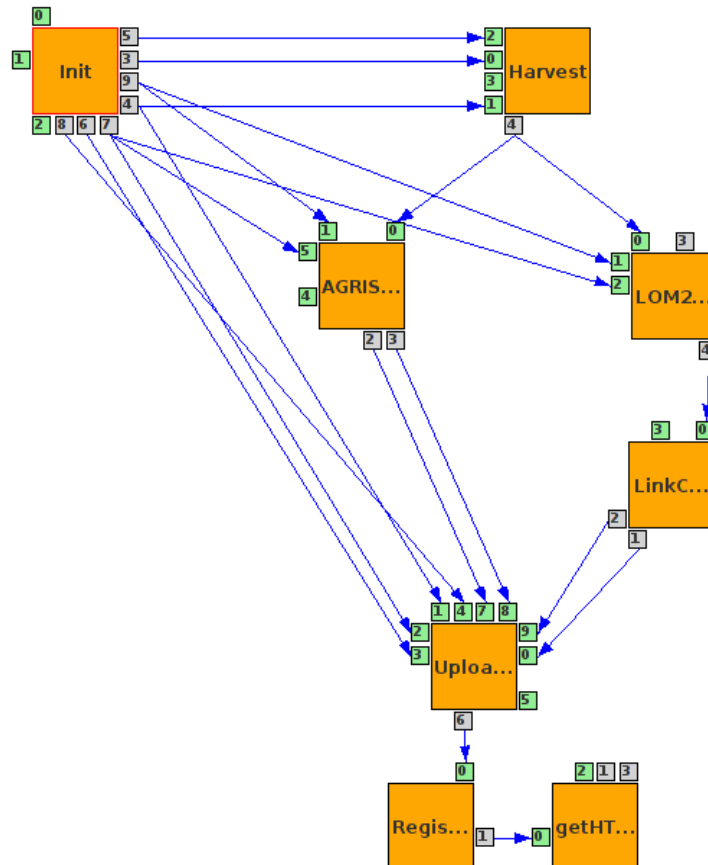 0
5
2
1
Init
3
0
Harvest
9
3
4
1
2 8 6 7
4
1 0
0 3
5
1
4
AGRIS...
2
LOM2...
2 3
4
3 0
LinkC...
2
1
1 4 7 8
2
9
3
Uploa...
0
5
6
0
2 1 3
Regis...
1
0
getHT...